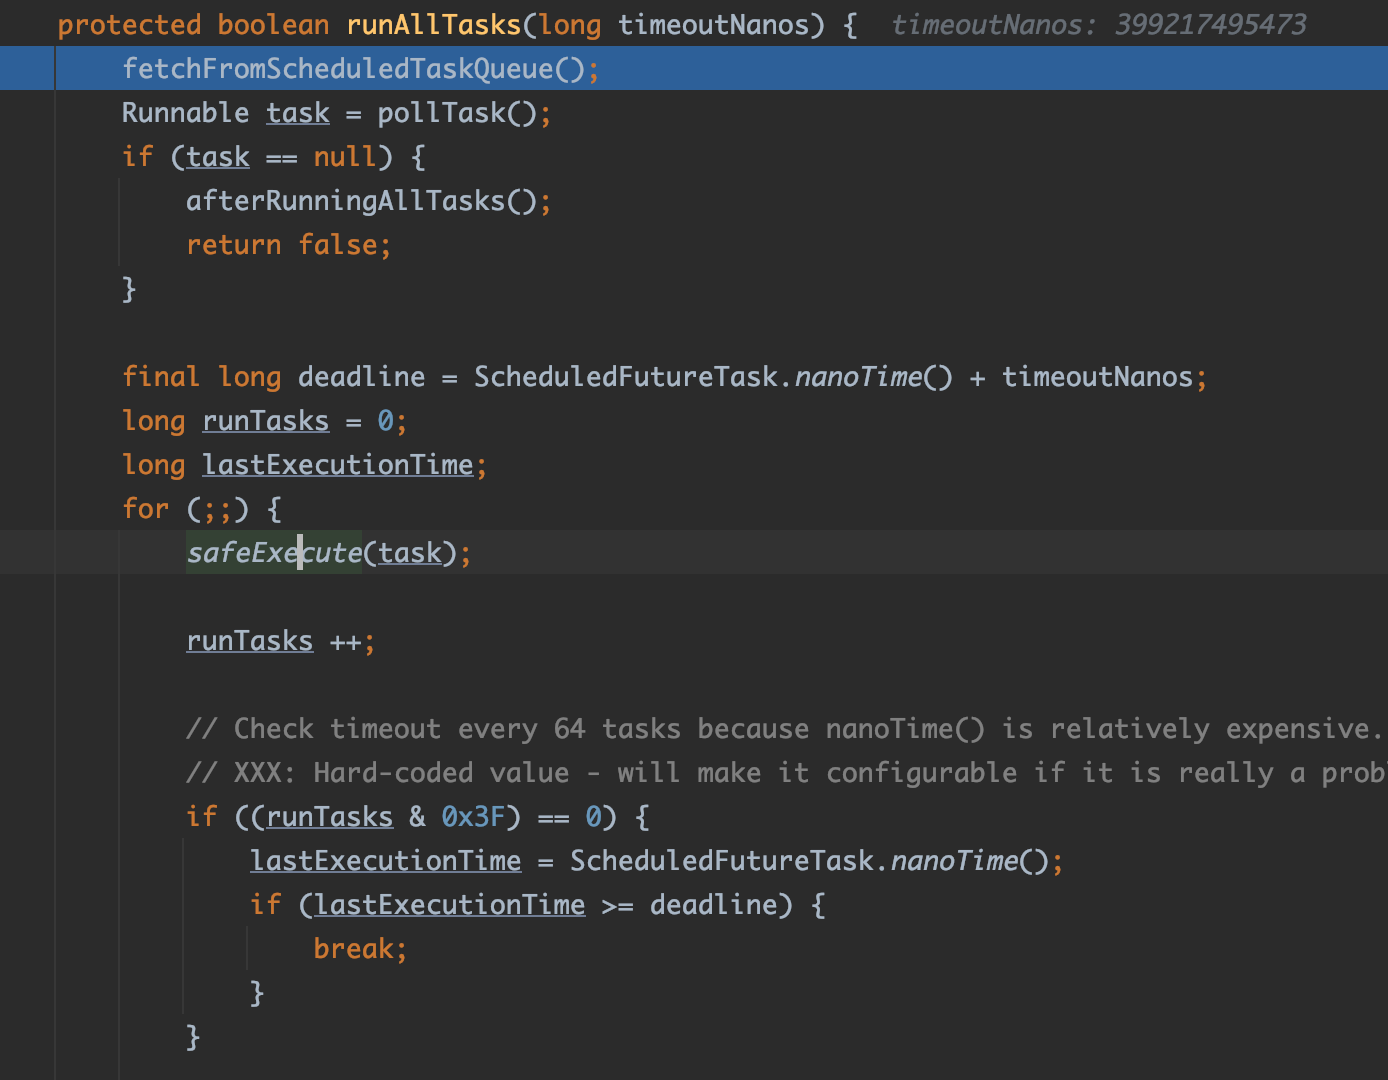 protected boolean runAllTasks(long timeoutNanos) {  timeoutNanos: 399217495473
    fetchFromScheduledTaskQueue();
    Runnable task = pollTask();
    if (task == null) {
        afterRunningAllTasks();
        return false;
    }
    final long deadline = ScheduledFutureTask.nanoTime() + timeoutNanos;
    long runTasks = 0;
    long lastExecutionTime;
    for (;;) {
        safeExecute(task);
        runTasks ++;
        // Check timeout every 64 tasks because nanoTime() is relatively expensive.
        // XXX: Hard-coded value - will make it configurable if it is really a prob
        if ((runTasks & 0x3F) == 0) {
            lastExecutionTime = ScheduledFutureTask.nanoTime();
            if (lastExecutionTime >= deadline) {
                break;
            }
        }